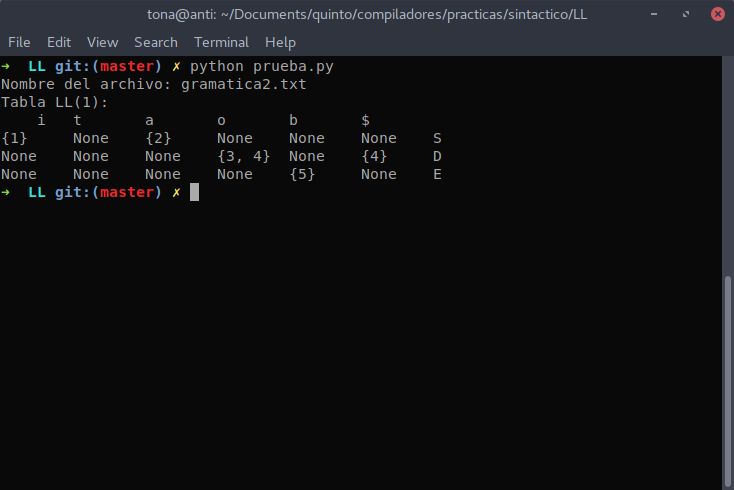 tona@anti: ~/Documents/quinto/compiladores/practicas/sintactico/LL
File Edit View Search Terminal Help
➜ LL git:(master) ✗ python prueba.py
Nombre del archivo: gramatica2.txt
Tabla LL(1):
i t a o b $
{1} None {2} None None None S
None None None {3, 4} None {4} D
None None None None {5} None E
➜ LL git:(master) ✗